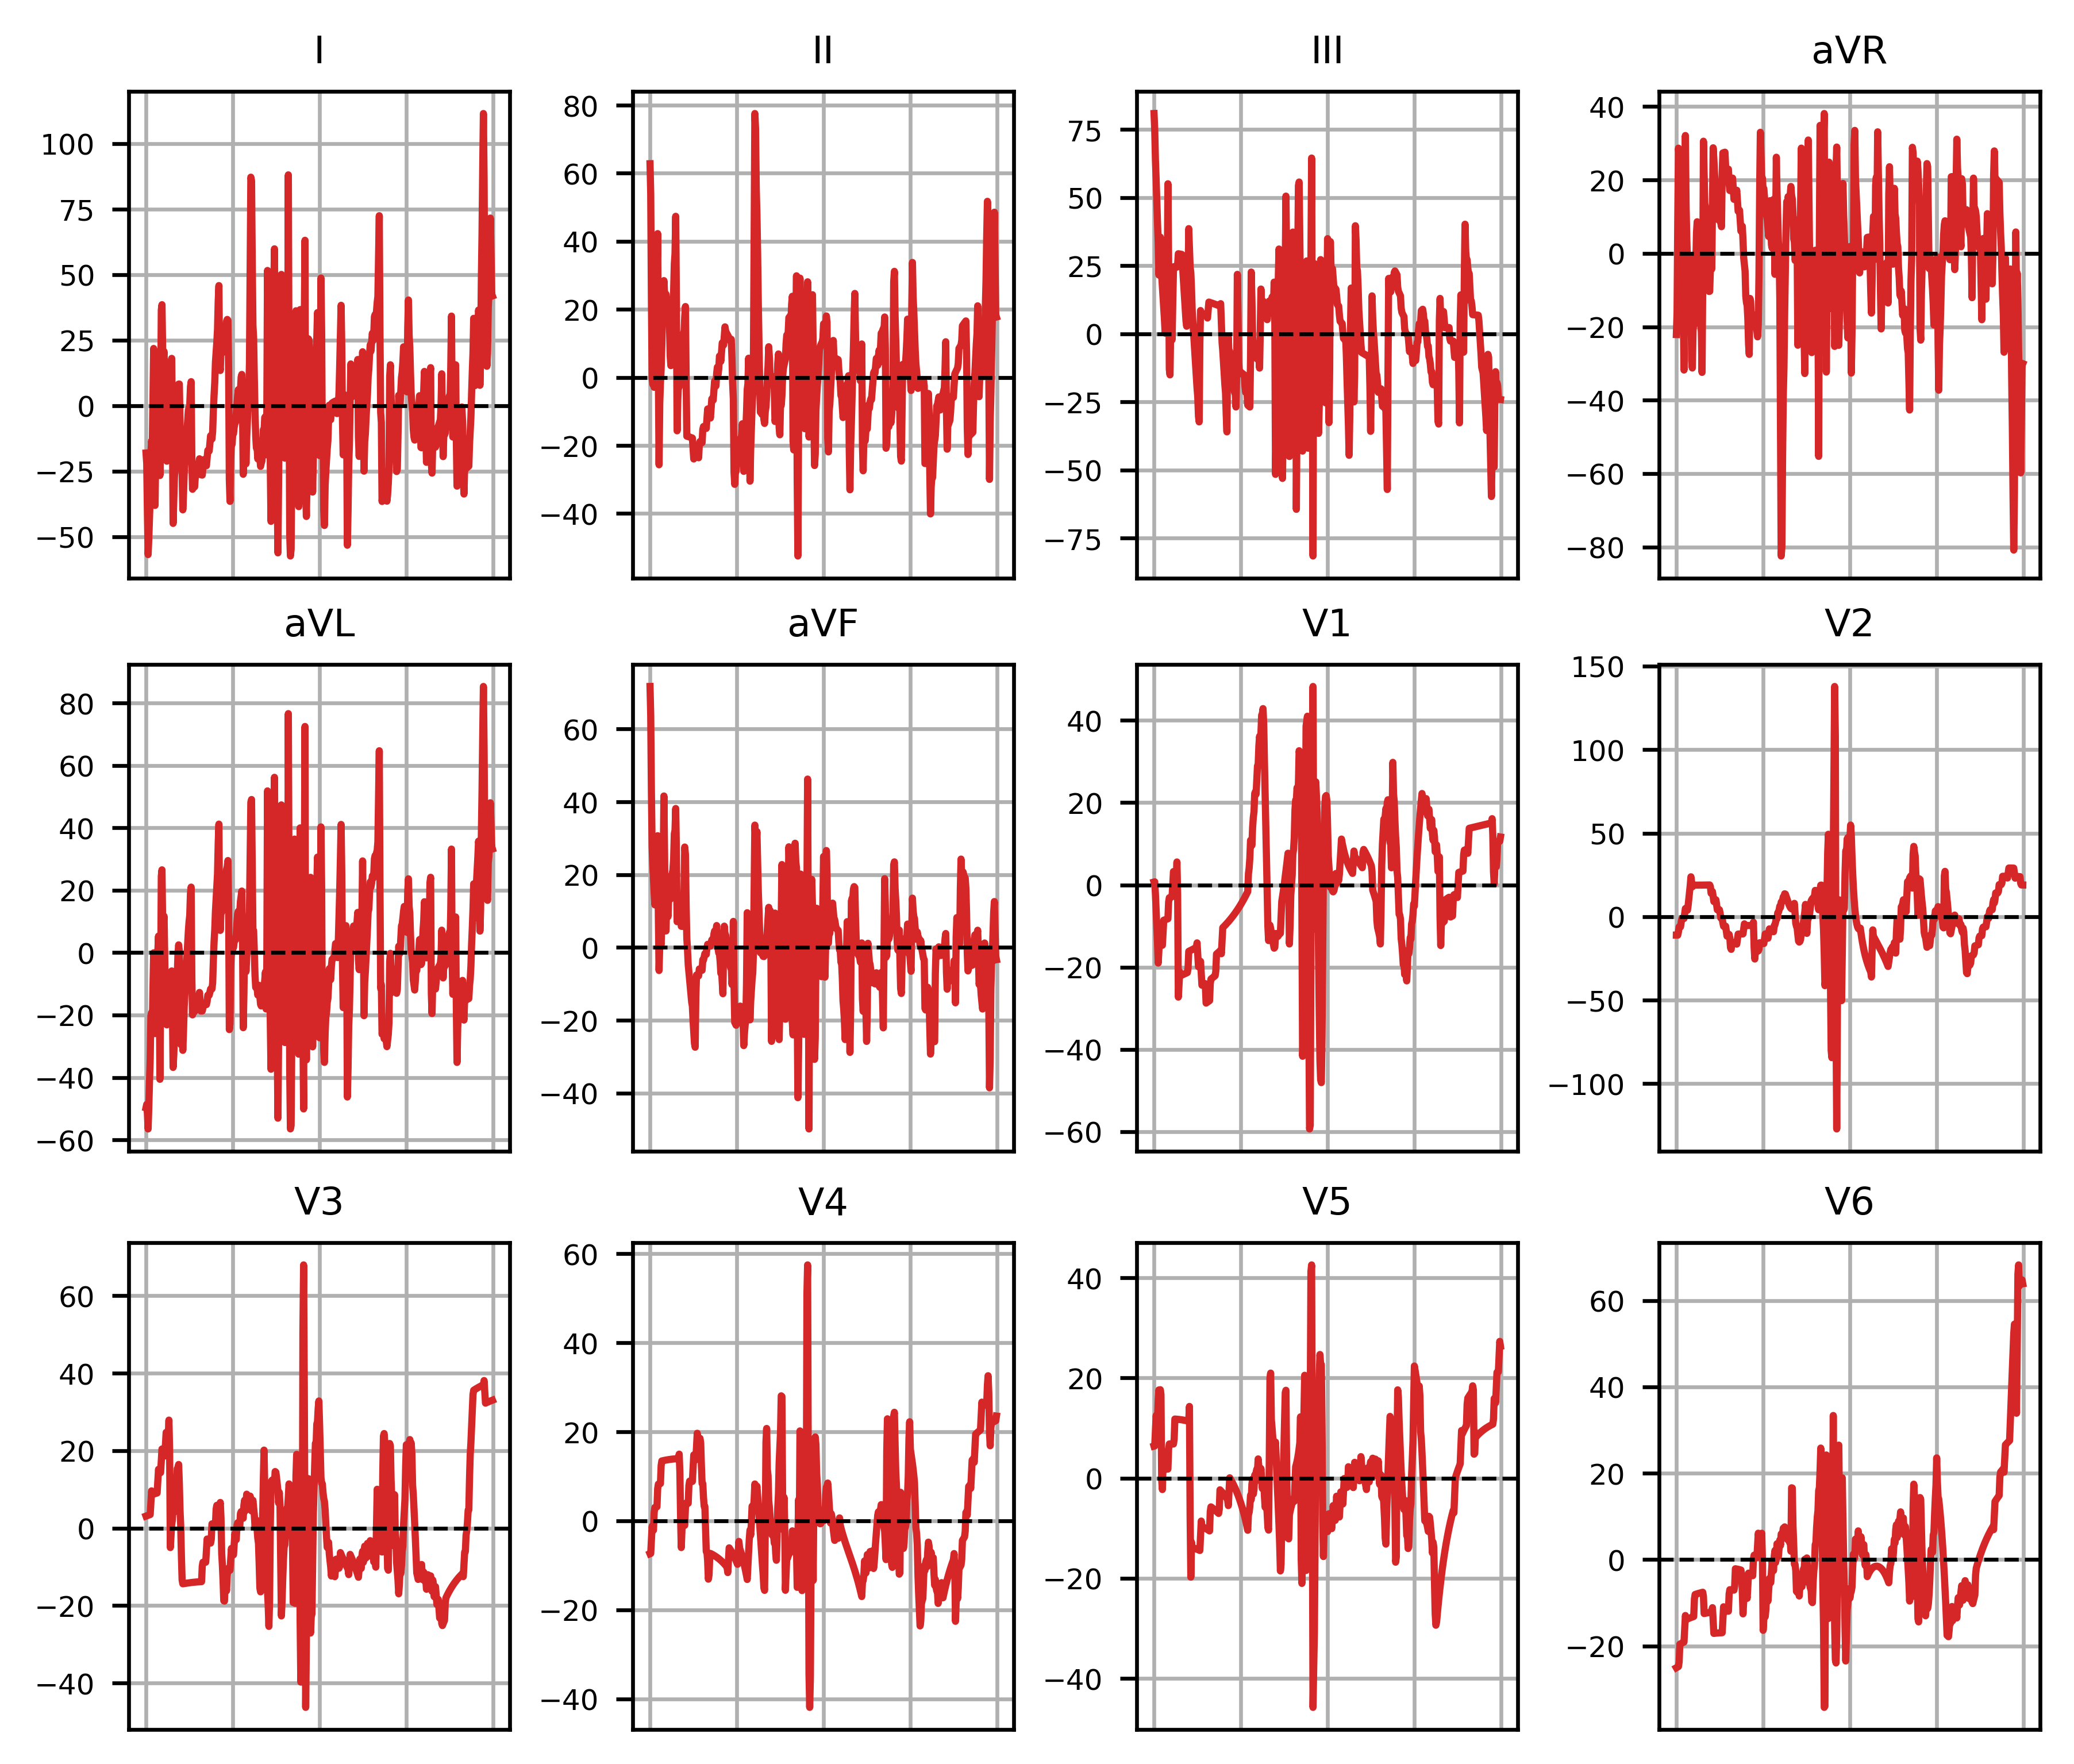 I II III aVR
100 75 50 25 0 −25 −50
80 60 40 20 0 −20 −40
75 50 25 0 −25 −50 −75
40 20 0 −20 −40 −60 −80
aVL aVF V1 V2
80 60 40 20 0 −20 −40 −60
60 40 20 0 −20 −40
40 20 0 −20 −40 −60
150 100 50 0 −50 −100
V3 V4 V5 V6
60 40 20 0 −20 −40
60 40 20 0 −20 −40
40 20 0 −20 −40
60 40 20 0 −20